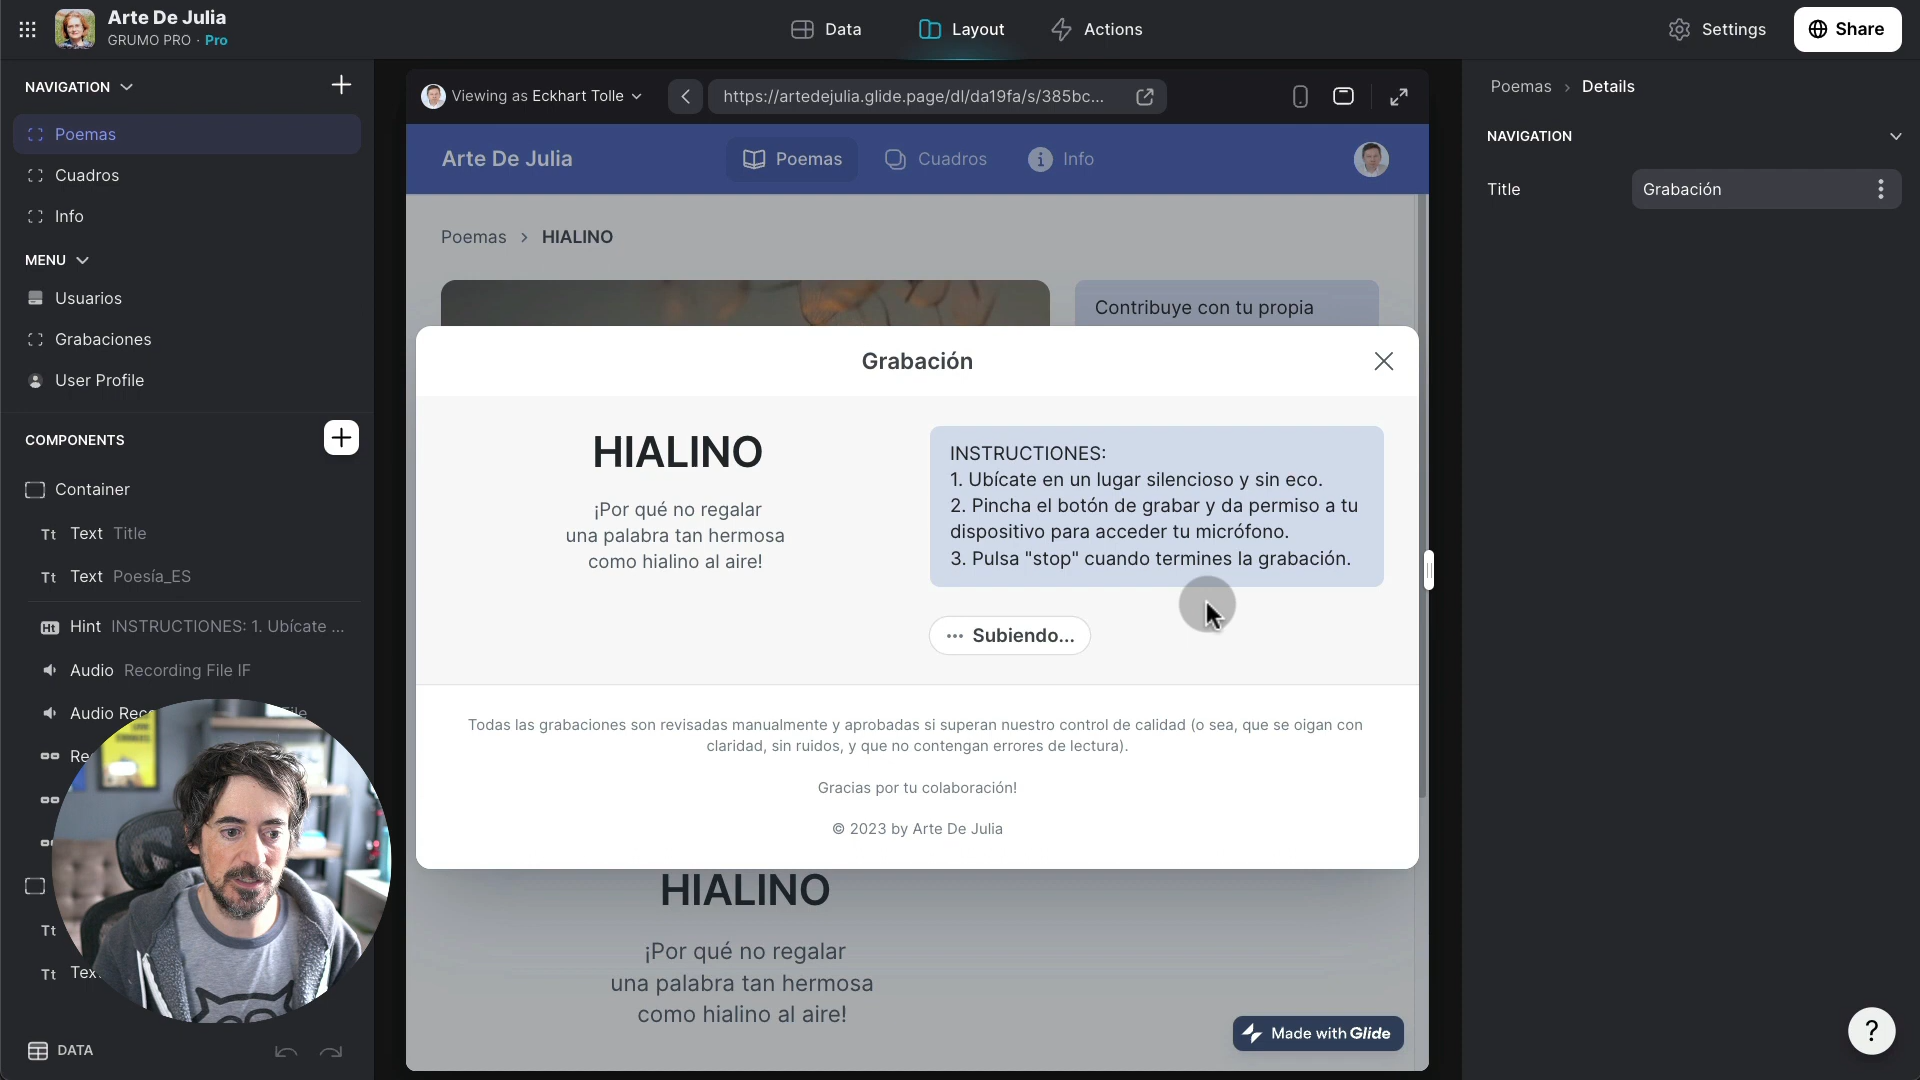 Arte De Julia
GRUMO PRO · Pro
Data
Layout
Actions
Settings
Share
NAVIGATION
Poemas
Cuadros
Info
MENU
Usuarios
Grabaciones
User Profile
COMPONENTS
Container
Text Title
Text Poesía_ES
Hint INSTRUCTIONES: 1. Ubícate ...
Audio Recording File IF
Audio Rec
DATA
Viewing as Eckhart Tolle
https://artedejulia.glide.page/dl/da19fa/s/385bc...
Arte De Julia
Poemas
Cuadros
Info
Poemas > HIALINO
Contribuye con tu propia
Grabación
HIALINO
¡Por qué no regalar
una palabra tan hermosa
como hialino al aire!
INSTRUCTIONES:
1. Ubícate en un lugar silencioso y sin eco.
2. Pincha el botón de grabar y da permiso a tu
dispositivo para acceder tu micrófono.
3. Pulsa "stop" cuando termines la grabación.
··· Subiendo...
Todas las grabaciones son revisadas manualmente y aprobadas si superan nuestro control de calidad (o sea, que se oigan con
claridad, sin ruidos, y que no contengan errores de lectura).
Gracias por tu colaboración!
© 2023 by Arte De Julia
HIALINO
¡Por qué no regalar
una palabra tan hermosa
como hialino al aire!
Made with Glide
Poemas > Details
NAVIGATION
Title
Grabación
?